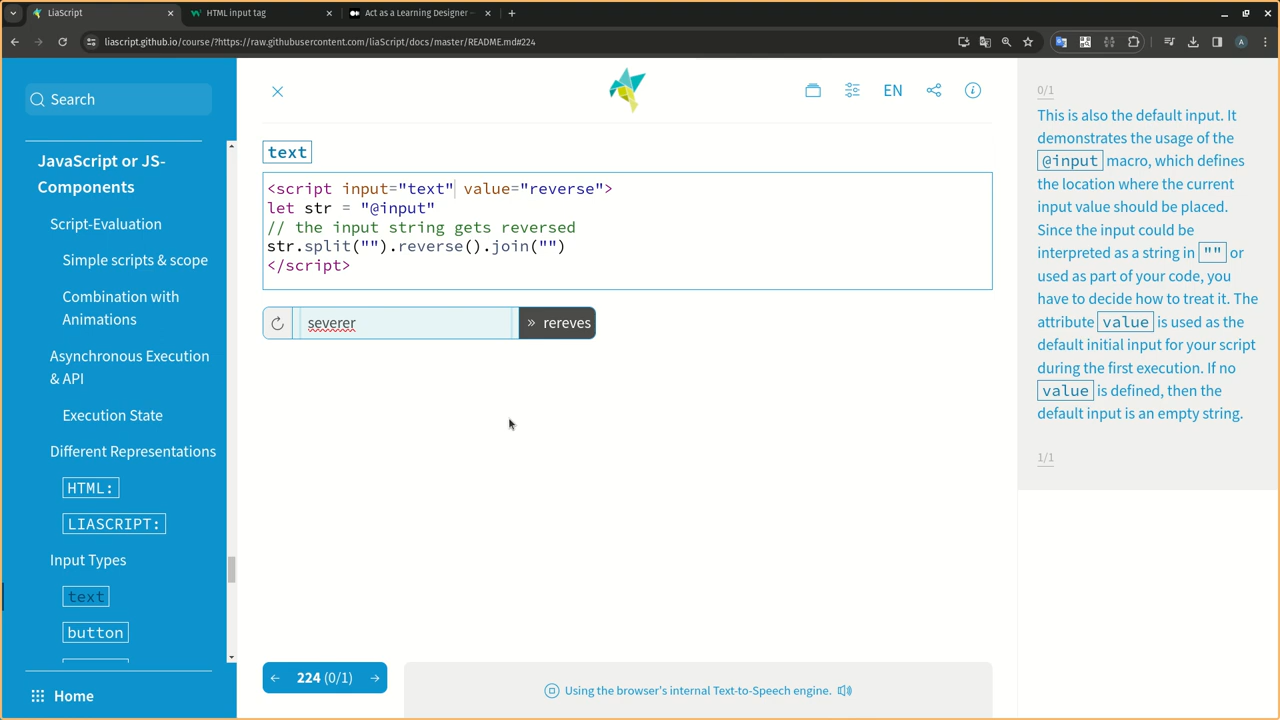 LiaScript
HTML input tag
Act as a Learning Designer -
liascript.github.io/course/?https://raw.githubusercontent.com/liaScript/docs/master/README.md#224
A
Search
EN
JavaScript or JS-
Components
Script-Evaluation
Simple scripts & scope
Combination with
Animations
Asynchronous Execution
& API
Execution State
Different Representations
HTML:
LIASCRIPT:
Input Types
text
button
Home
text
<script input="text" value="reverse">
let str = "@input"
// the input string gets reversed
str.split("").reverse().join("")
</script>
severer
» rereves
224 (0/1)
Using the browser's internal Text-to-Speech engine.
0/1
This is also the default input. It
demonstrates the usage of the
@input macro, which defines
the location where the current
input value should be placed.
Since the input could be
interpreted as a string in "" or
used as part of your code, you
have to decide how to treat it. The
attribute value is used as the
default initial input for your script
during the first execution. If no
value is defined, then the
default input is an empty string.
1/1